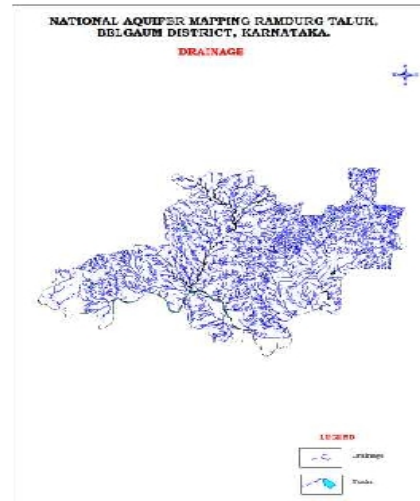 NATIONAL AQUIFER MAPPING RAMDURG TALUK,
BELGAUM DISTRICT, KARNATAKA.
DRAINAGE
LEGEND
Drainage